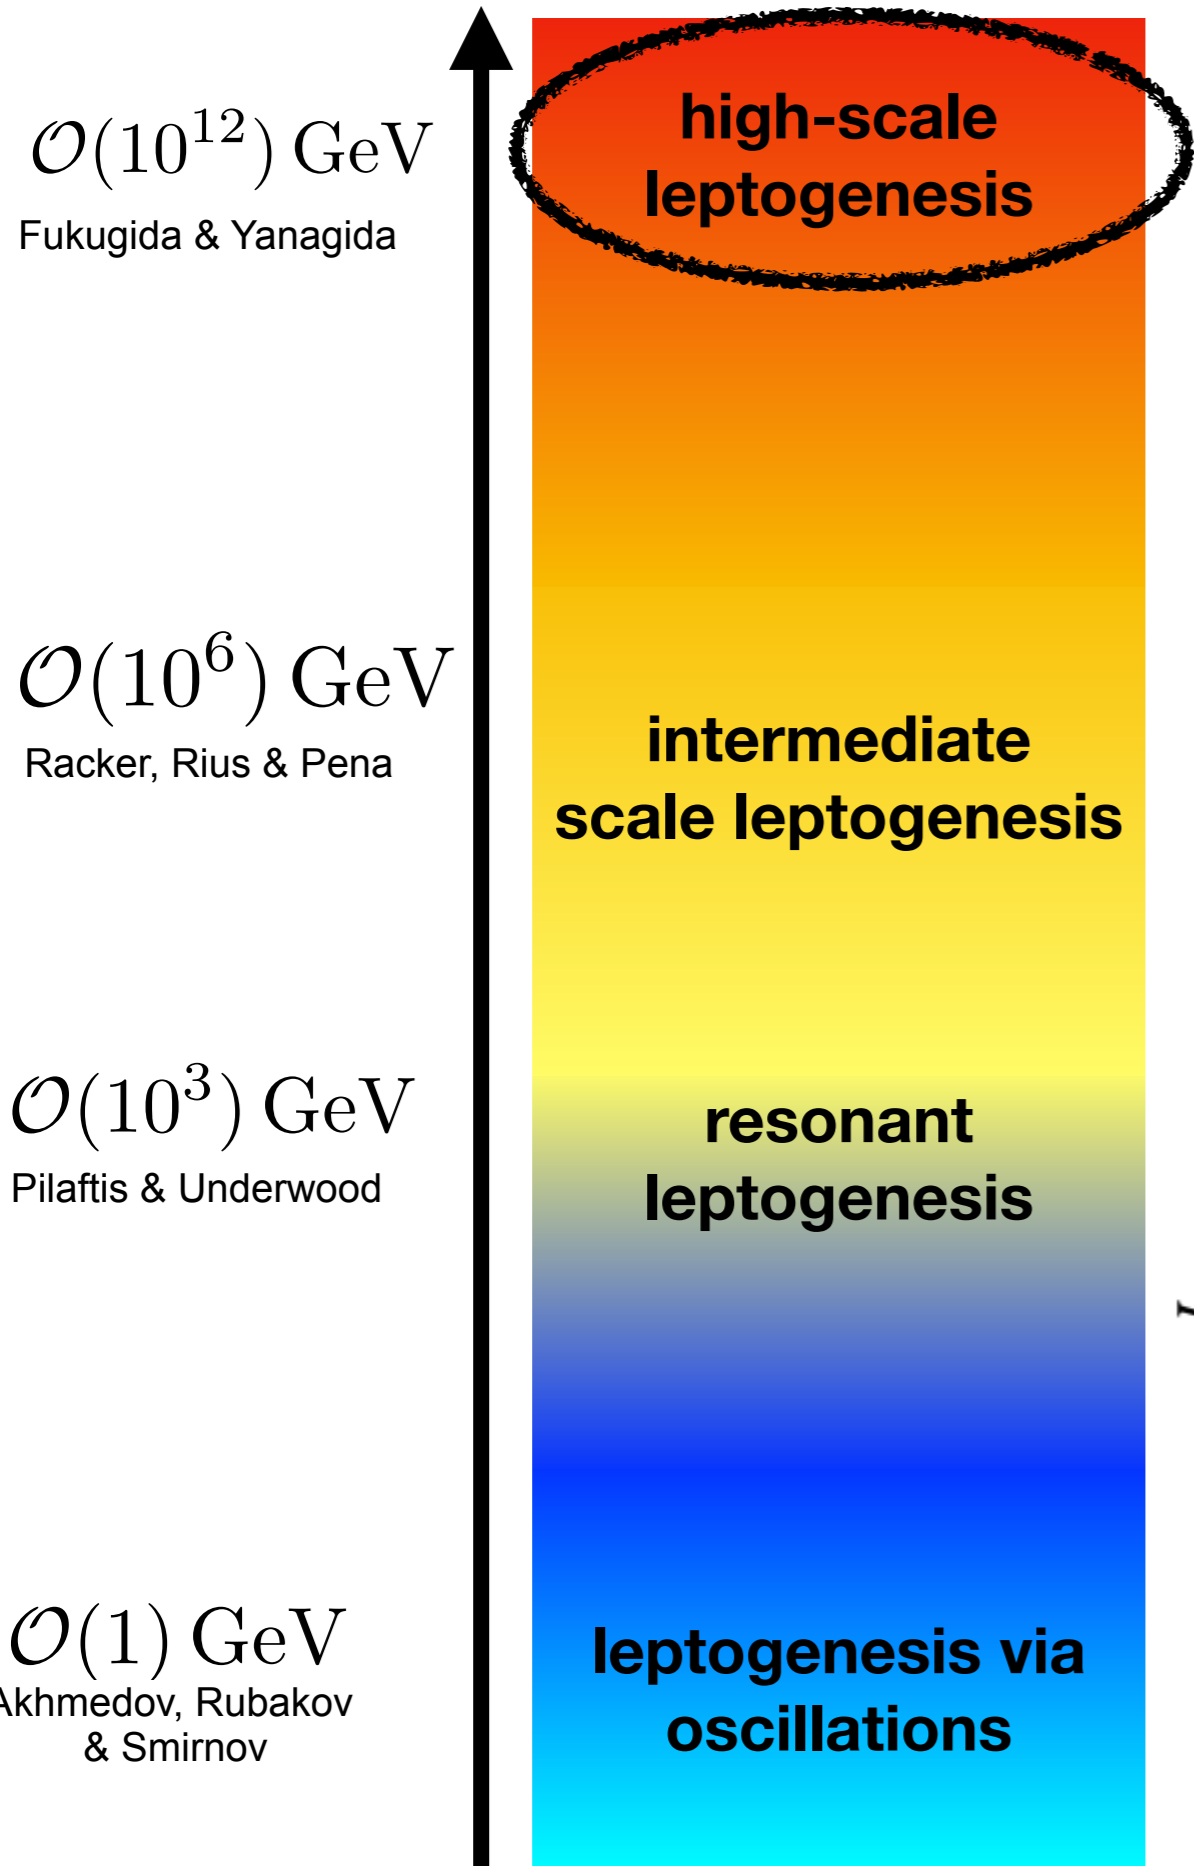 𝒪(10¹²) GeV
Fukugida & Yanagida
high-scale
leptogenesis
𝒪(10⁶) GeV
Racker, Rius & Pena
intermediate
scale leptogenesis
𝒪(10³) GeV
Pilaftis & Underwood
resonant
leptogenesis
𝒪(1) GeV
Akhmedov, Rubakov
& Smirnov
leptogenesis via
oscillations